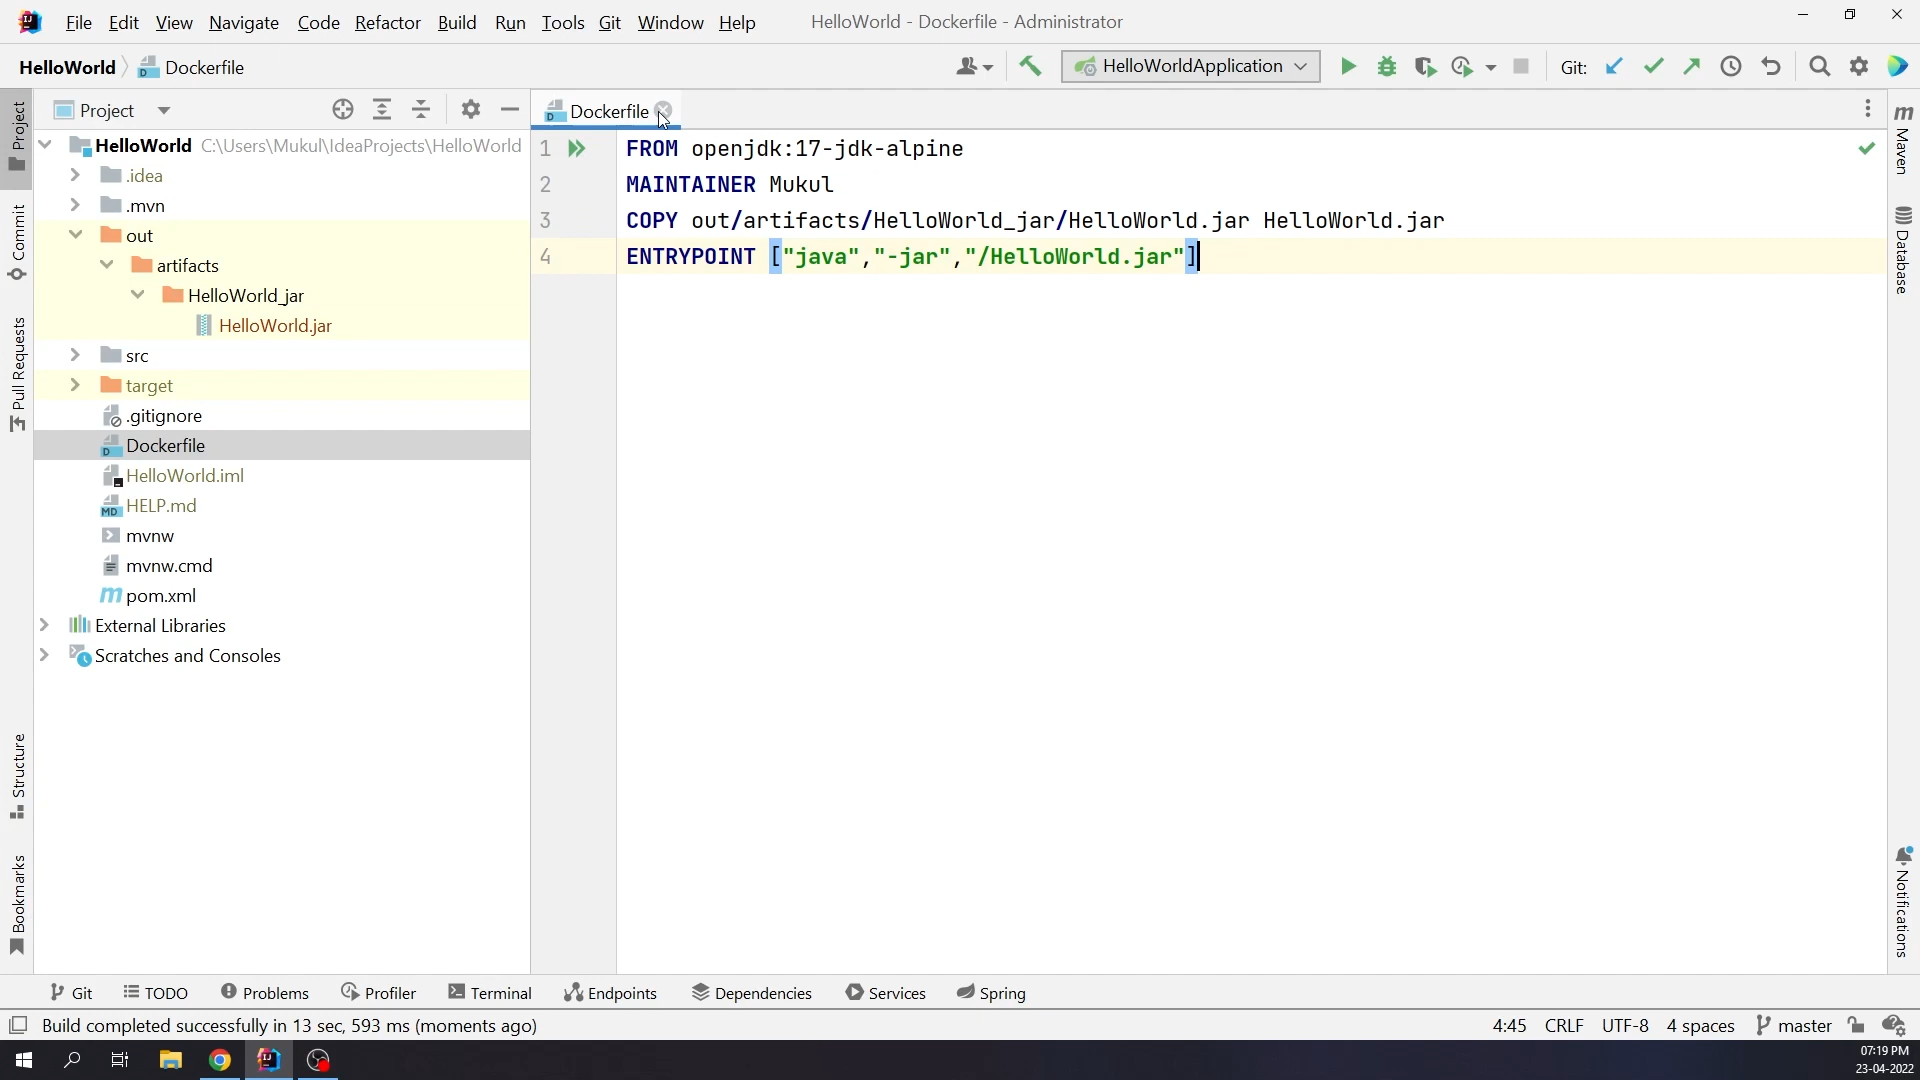 File Edit View Navigate Code Refactor Build Run Tools Git Window Help HelloWorld - Dockerfile - Administrator
HelloWorld Dockerfile HelloWorldApplication Git:
Project
Dockerfile
HelloWorld C:\Users\Mukul\IdeaProjects\HelloWorld
.idea
.mvn
out
artifacts
HelloWorld_jar
HelloWorld.jar
src
target
.gitignore
Dockerfile
HelloWorld.iml
HELP.md
mvnw
mvnw.cmd
pom.xml
External Libraries
Scratches and Consoles
1 FROM openjdk:17-jdk-alpine
2 MAINTAINER Mukul
3 COPY out/artifacts/HelloWorld_jar/HelloWorld.jar HelloWorld.jar
4 ENTRYPOINT ["java","-jar","/HelloWorld.jar"]
Project
Commit
Pull Requests
Structure
Bookmarks
Maven
Database
Notifications
Git TODO Problems Profiler Terminal Endpoints Dependencies Services Spring
Build completed successfully in 13 sec, 593 ms (moments ago) 4:45 CRLF UTF-8 4 spaces master
07:19 PM
23-04-2022